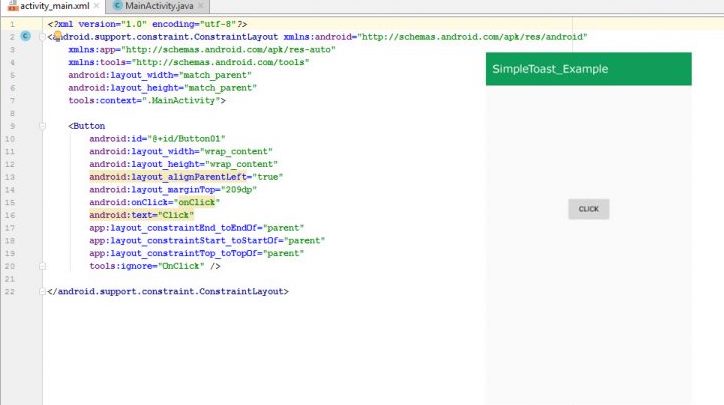 activity_main.xml × MainActivity.java ×
1 <?xml version="1.0" encoding="utf-8"?>
2 <android.support.constraint.ConstraintLayout xmlns:android="http://schemas.android.com/apk/res/android"
3 xmlns:app="http://schemas.android.com/apk/res-auto"
4 xmlns:tools="http://schemas.android.com/tools"
5 android:layout_width="match_parent"
6 android:layout_height="match_parent"
7 tools:context=".MainActivity">
8
9 <Button
10 android:id="@+id/Button01"
11 android:layout_width="wrap_content"
12 android:layout_height="wrap_content"
13 android:layout_alignParentLeft="true"
14 android:layout_marginTop="209dp"
15 android:onClick="onClick"
16 android:text="Click"
17 app:layout_constraintEnd_toEndOf="parent"
18 app:layout_constraintStart_toStartOf="parent"
19 app:layout_constraintTop_toTopOf="parent"
20 tools:ignore="OnClick" />
21
22 </android.support.constraint.ConstraintLayout>
SimpleToast_Example
CLICK